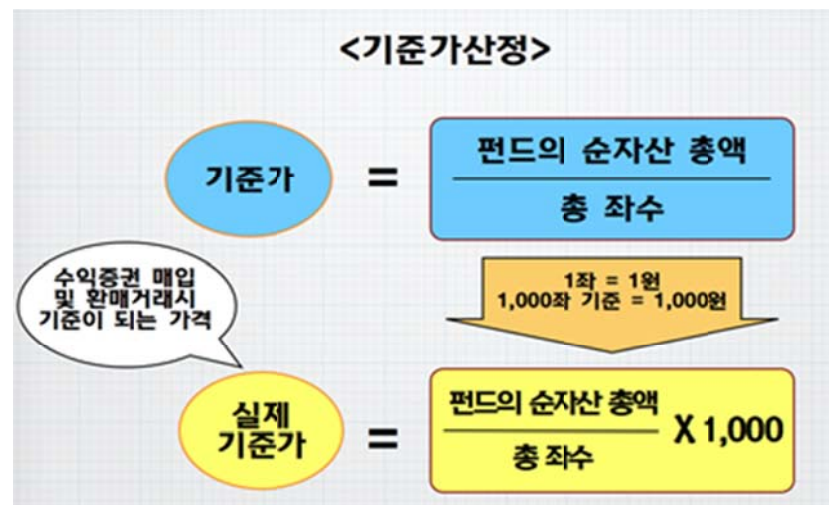 <기준가산정>
기준가
=
펀드의 순자산 총액
총 좌수
수익증권 매입
및 환매거래시
기준이 되는 가격
1좌 = 1원
1,000좌 기준 = 1,000원
실제
기준가
=
펀드의 순자산 총액
총 좌수
X 1,000